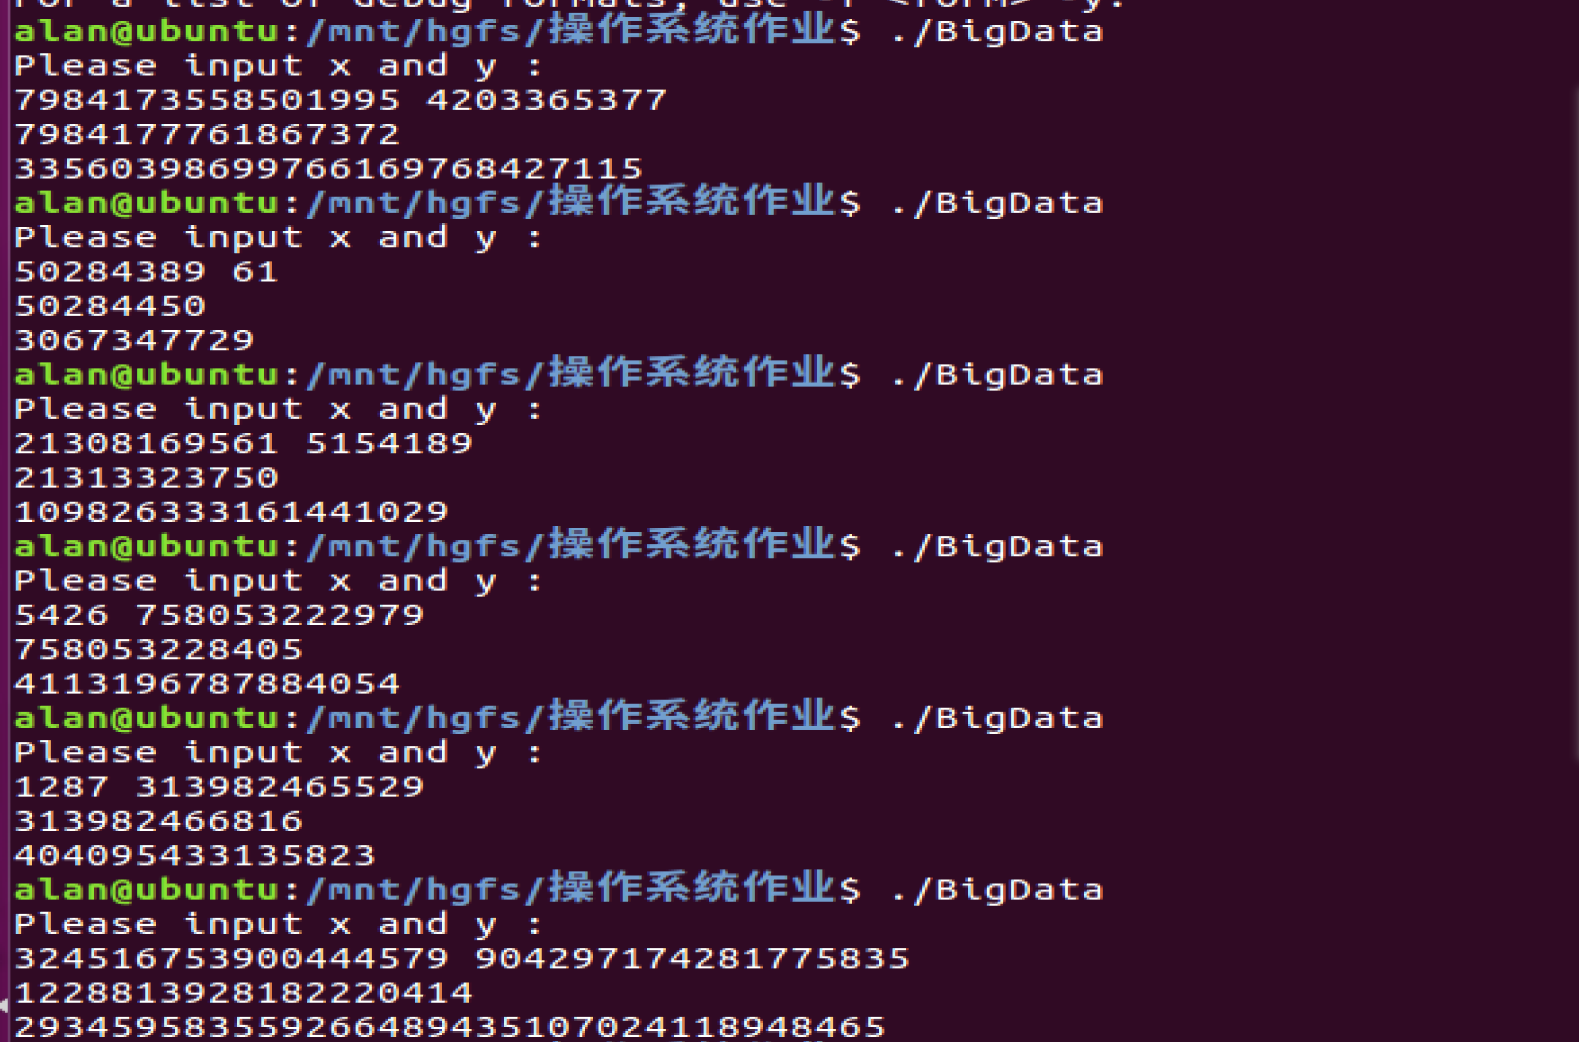 For a list of debug formats, use -f <form> -y.
alan@ubuntu:/mnt/hgfs/操作系统作业$ ./BigData
Please input x and y :
7984173558501995 4203365377
7984177761867372
33560398699766169768427115
alan@ubuntu:/mnt/hgfs/操作系统作业$ ./BigData
Please input x and y :
50284389 61
50284450
3067347729
alan@ubuntu:/mnt/hgfs/操作系统作业$ ./BigData
Please input x and y :
21308169561 5154189
21313323750
109826333161441029
alan@ubuntu:/mnt/hgfs/操作系统作业$ ./BigData
Please input x and y :
5426 758053222979
758053228405
4113196787884054
alan@ubuntu:/mnt/hgfs/操作系统作业$ ./BigData
Please input x and y :
1287 313982465529
313982466816
404095433135823
alan@ubuntu:/mnt/hgfs/操作系统作业$ ./BigData
Please input x and y :
324516753900444579 904297174281775835
1228813928182220414
293459583559266489435107024118948465